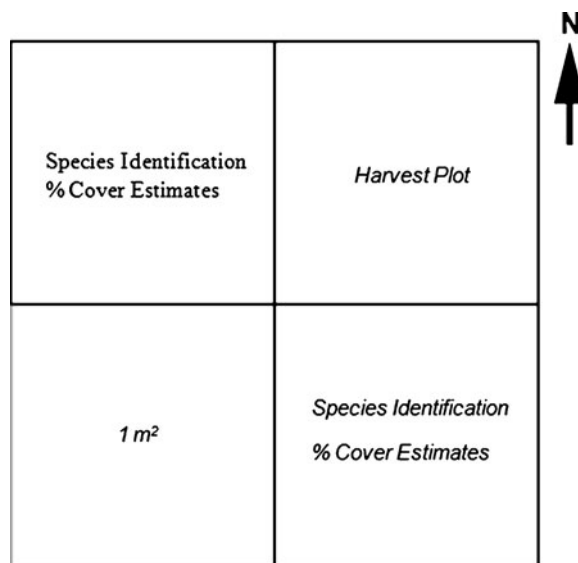 N
Species Identification
% Cover Estimates
Harvest Plot
1 m²
Species Identification
% Cover Estimates